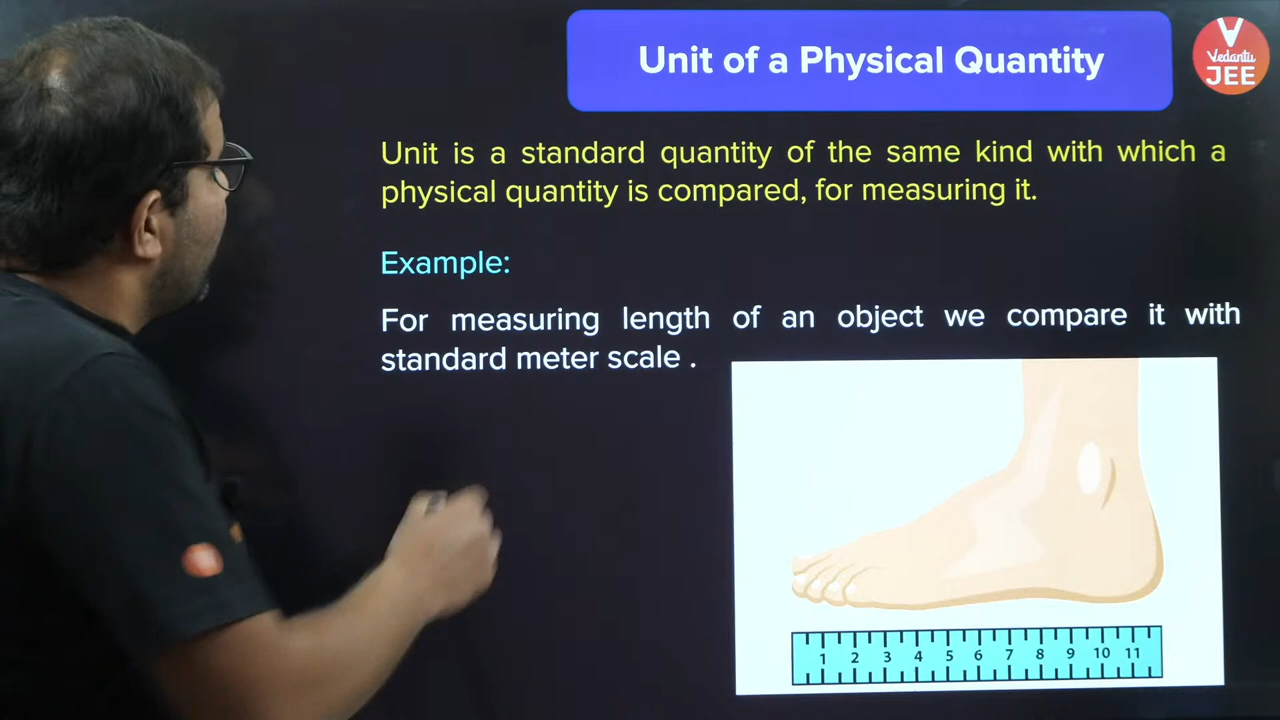 Unit of a Physical Quantity
Vedantu
JEE
Unit is a standard quantity of the same kind with which a
physical quantity is compared, for measuring it.
Example:
For measuring length of an object we compare it with
standard meter scale .
1 2 3 4 5 6 7 8 9 10 11